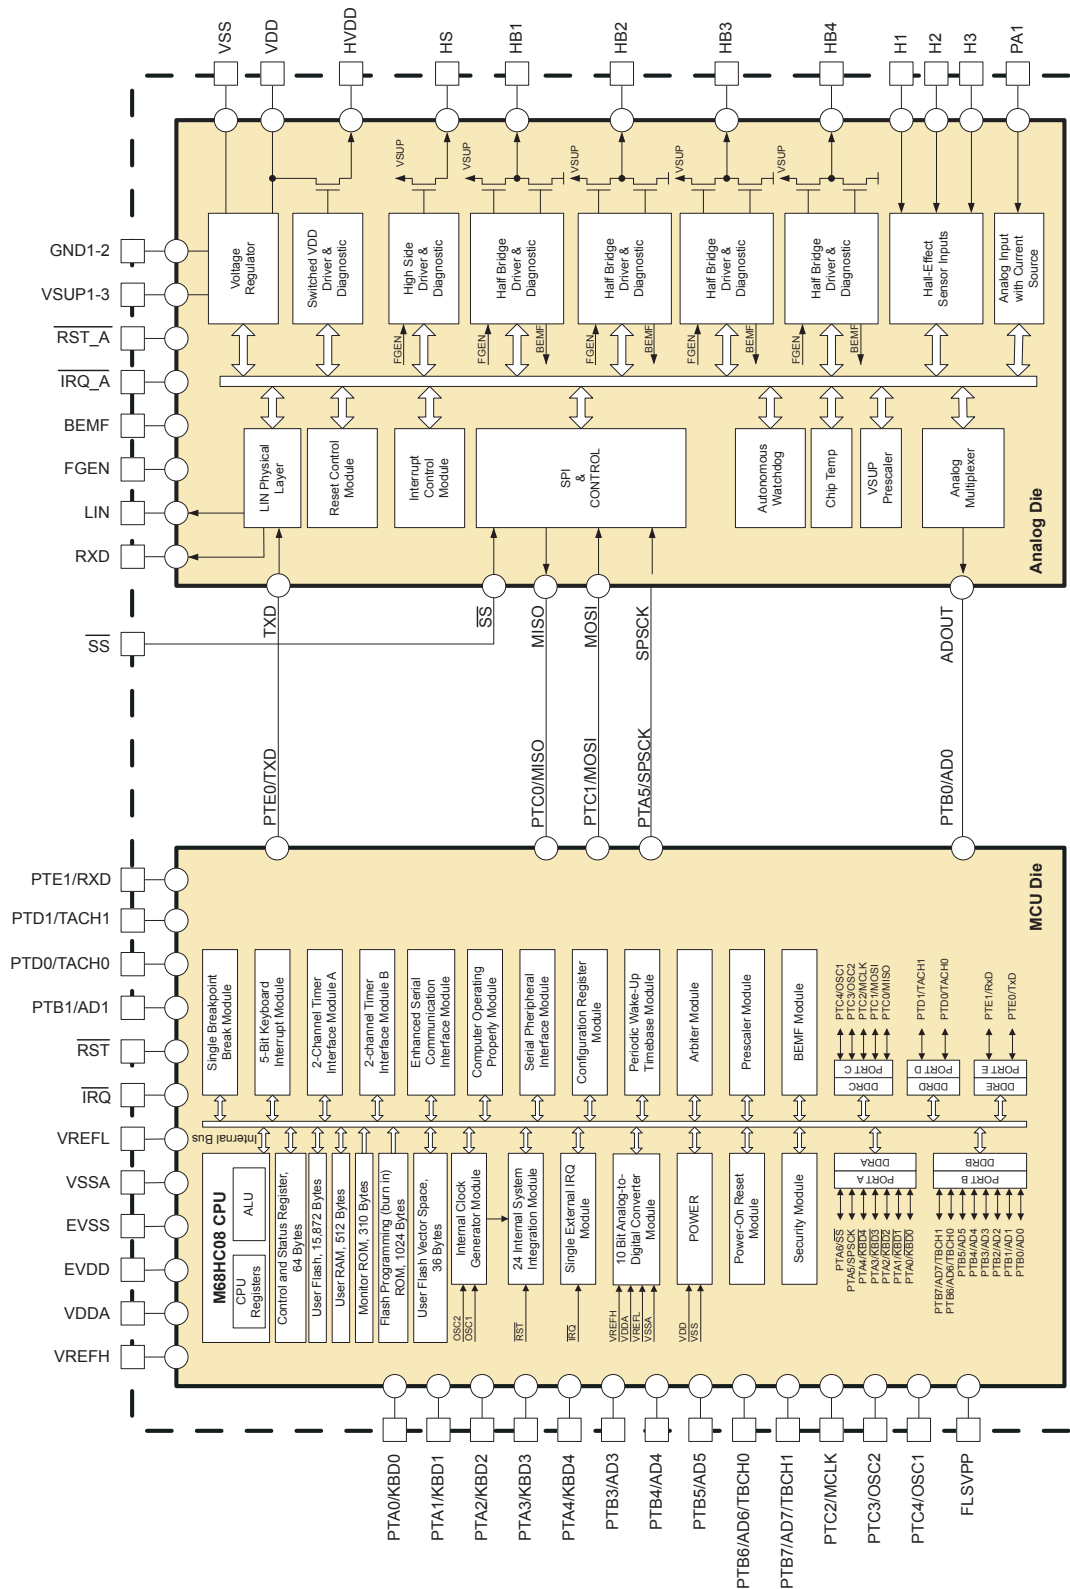 VSS
VDD
HVDD
HS
HB1
HB2
HB3
HB4
H1
H2
H3
PA1
GND1-2
VSUP1-3
RST_A
IRQ_A
BEMF
FGEN
LIN
RXD
SS
VSUP
VSUP
VSUP
VSUP
VSUP
Voltage
Regulator
Switched VDD
Driver &
Diagnostic
High Side
Driver &
Diagnostic
Half Bridge
Driver &
Diagnostic
Half Bridge
Driver &
Diagnostic
Half Bridge
Driver &
Diagnostic
Half Bridge
Driver &
Diagnostic
Hall-Effect
Sensor Inputs
Analog Input
with Current
Source
FGEN
FGEN
BEMF
FGEN
BEMF
FGEN
BEMF
FGEN
BEMF
LIN Physical
Layer
Reset Control
Module
Interrupt
Control
Module
SPI
&
CONTROL
Autonomous
Watchdog
Chip Temp
VSUP
Prescaler
Analog
Multiplexer
Analog Die
TXD
SS
MISO
MOSI
SPSCK
ADOUT
PTE0/TXD
PTC0/MISO
PTC1/MOSI
PTA5/SPSCK
PTB0/AD0
PTE1/RXD
PTD1/TACH1
PTD0/TACH0
PTB1/AD1
RST
IRQ
VREFL
VSSA
EVSS
EVDD
VDDA
VREFH
MCU Die
Single Breakpoint
Break Module
5-Bit Keyboard
Interrupt Module
2-Channel Timer
Interface Module A
2-channel Timer
Interface Module B
Enhanced Serial
Communication
Interface Module
Computer Operating
Properly Module
Serial Pheripheral
Interface Module
Configuration Register
Module
Periodic Wake-Up
Timebase Module
Arbiter Module
Prescaler Module
BEMF Module
PTC4/OSC1
PTC3/OSC2
PTC2/MCLK
PTC1/MOSI
PTC0/MISO
PORT C
DDRC
PTD1/TACH1
PTD0/TACH0
PORT D
DDRD
PTE1/RxD
PTE0/TxD
PORT E
DDRE
Internal Bus
M68HC08 CPU
CPU
Registers
ALU
Control and Status Register,
64 Bytes
User Flash, 15,872 Bytes
User RAM, 512 Bytes
Monitor ROM, 310 Bytes
Flash Programming (burn in)
ROM, 1024 Bytes
User Flash Vector Space,
36 Bytes
Internal Clock
Generator Module
OSC2
OSC1
24 Internal System
Integration Module
RST
Single External IRQ
Module
IRQ
10 Bit Analog-to-
Digital Converter
Module
VREFH
VDDA
VREFL
VSSA
POWER
VDD
VSS
Power-On Reset
Module
Security Module
DDRA
PORT A
PTA6/SS
PTA5/SPSCK
PTA4/KBD4
PTA3/KBD3
PTA2/KBD2
PTA1/KBD1
PTA0/KBD0
DDRB
PORT B
PTB7/AD7/TBCH1
PTB6/AD6/TBCH0
PTB5/AD5
PTB4/AD4
PTB3/AD3
PTB2/AD2
PTB1/AD1
PTB0/AD0
PTA0/KBD0
PTA1/KBD1
PTA2/KBD2
PTA3/KBD3
PTA4/KBD4
PTB3/AD3
PTB4/AD4
PTB5/AD5
PTB6/AD6/TBCH0
PTB7/AD7/TBCH1
PTC2/MCLK
PTC3/OSC2
PTC4/OSC1
FLSVPP